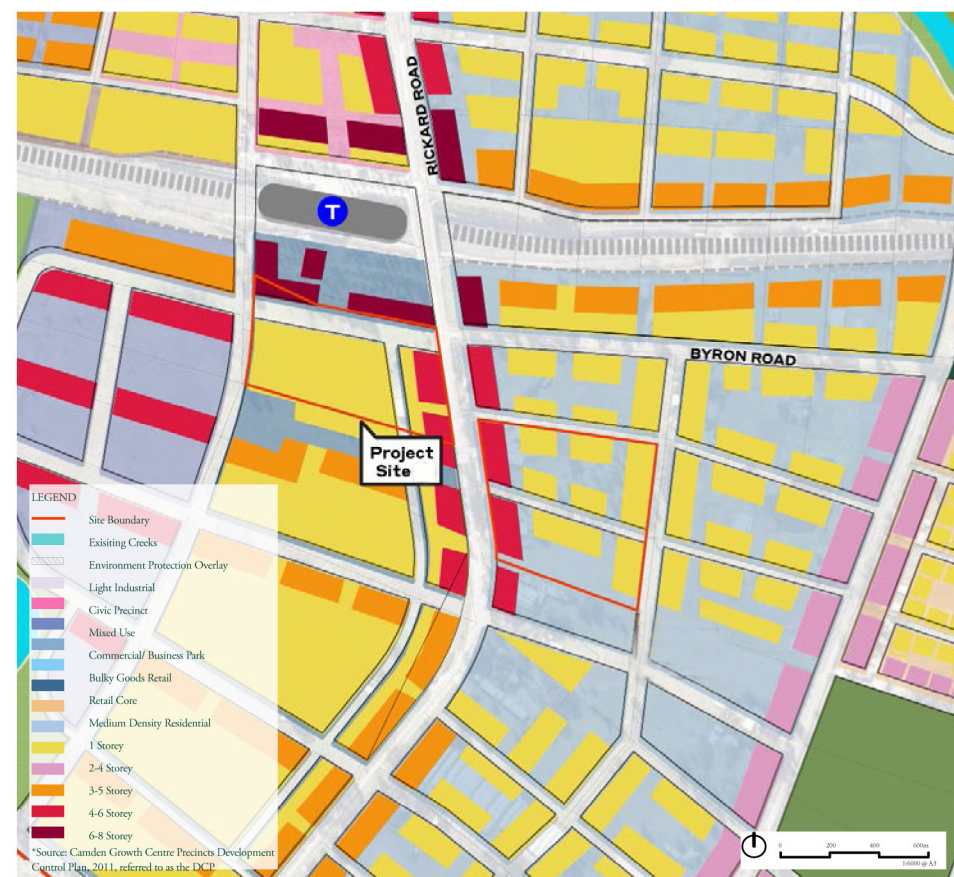 RICKARD ROAD
T
BYRON ROAD
Project
Site
LEGEND
Site Boundary
Exisiting Creeks
Environment Protection Overlay
Light Industrial
Civic Precinct
Mixed Use
Commercial/ Business Park
Bulky Goods Retail
Retail Core
Medium Density Residential
1 Storey
2-4 Storey
3-5 Storey
4-6 Storey
6-8 Storey
*Source: Camden Growth Centre Precincts Development
Control Plan, 2011, referred to as the DCP
0 200 400 600m
1:6000 @ A3